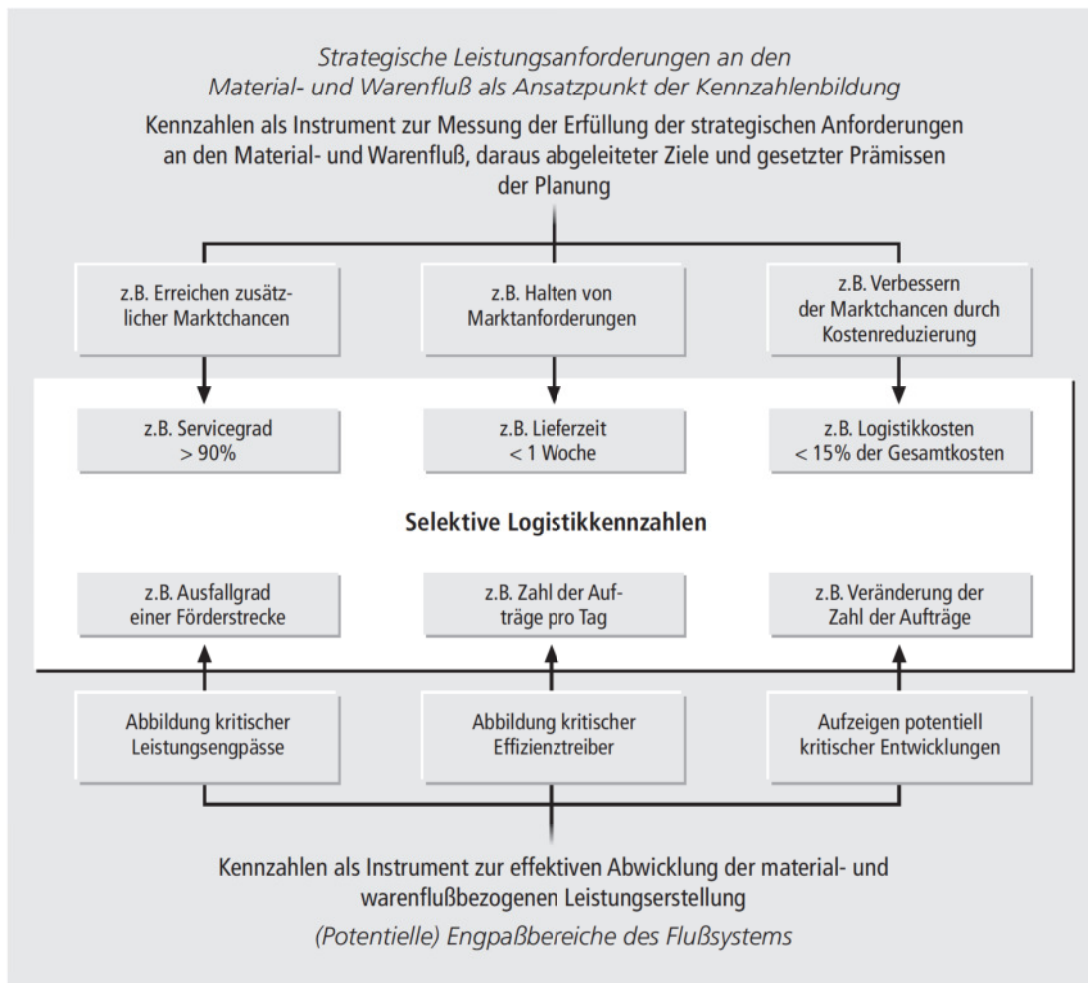 Strategische Leistungsanforderungen an den
Material- und Warenfluß als Ansatzpunkt der Kennzahlenbildung
Kennzahlen als Instrument zur Messung der Erfüllung der strategischen Anforderungen
an den Material- und Warenfluß, daraus abgeleiteter Ziele und gesetzter Prämissen
der Planung
z.B. Erreichen zusätz-
licher Marktchancen
z.B. Halten von
Marktanforderungen
z.B. Verbessern
der Marktchancen durch
Kostenreduzierung
z.B. Servicegrad
> 90%
z.B. Lieferzeit
< 1 Woche
z.B. Logistikkosten
< 15% der Gesamtkosten
Selektive Logistikkennzahlen
z.B. Ausfallgrad
einer Förderstrecke
z.B. Zahl der Auf-
träge pro Tag
z.B. Veränderung der
Zahl der Aufträge
Abbildung kritischer
Leistungsengpässe
Abbildung kritischer
Effizienztreiber
Aufzeigen potentiell
kritischer Entwicklungen
Kennzahlen als Instrument zur effektiven Abwicklung der material- und
warenflußbezogenen Leistungserstellung
(Potentielle) Engpaßbereiche des Flußsystems